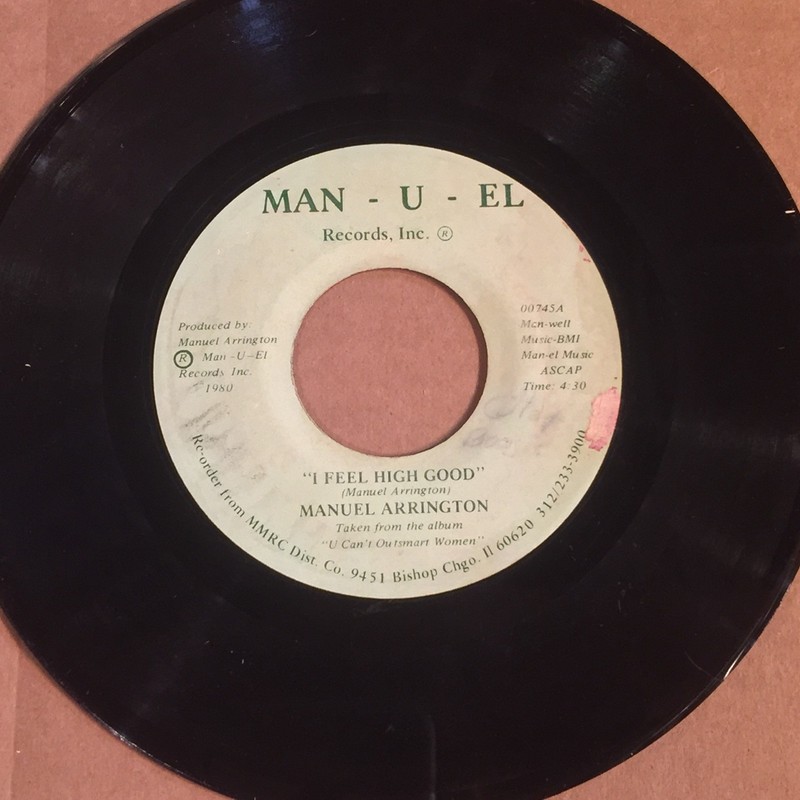 MAN - U - EL
Records, Inc. ®
Produced by
Manuel Arrington
® Man-U-El
Records Inc.
1980
00745A
Mcn-well
Music-BMI
Man-el Music
ASCAP
Time: 4:30
"I FEEL HIGH GOOD"
(Manuel Arrington)
MANUEL ARRINGTON
Taken from the album
"U Can't Outsmart Women"
Re-order from MMRC Dist. Co. 9451 Bishop Chgo. Il 60620 312/233-3900